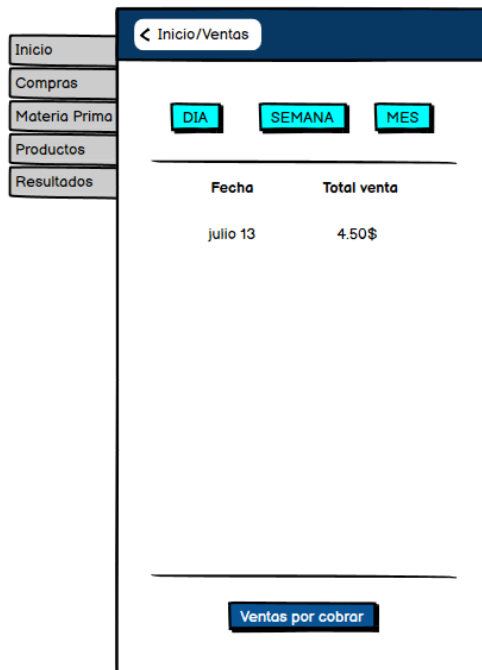 Inicio/Ventas
Inicio
Compras
Materia Prima
Productos
Resultados
DIA SEMANA MES
Fecha Total venta
julio 13 4.50$
Ventas por cobrar